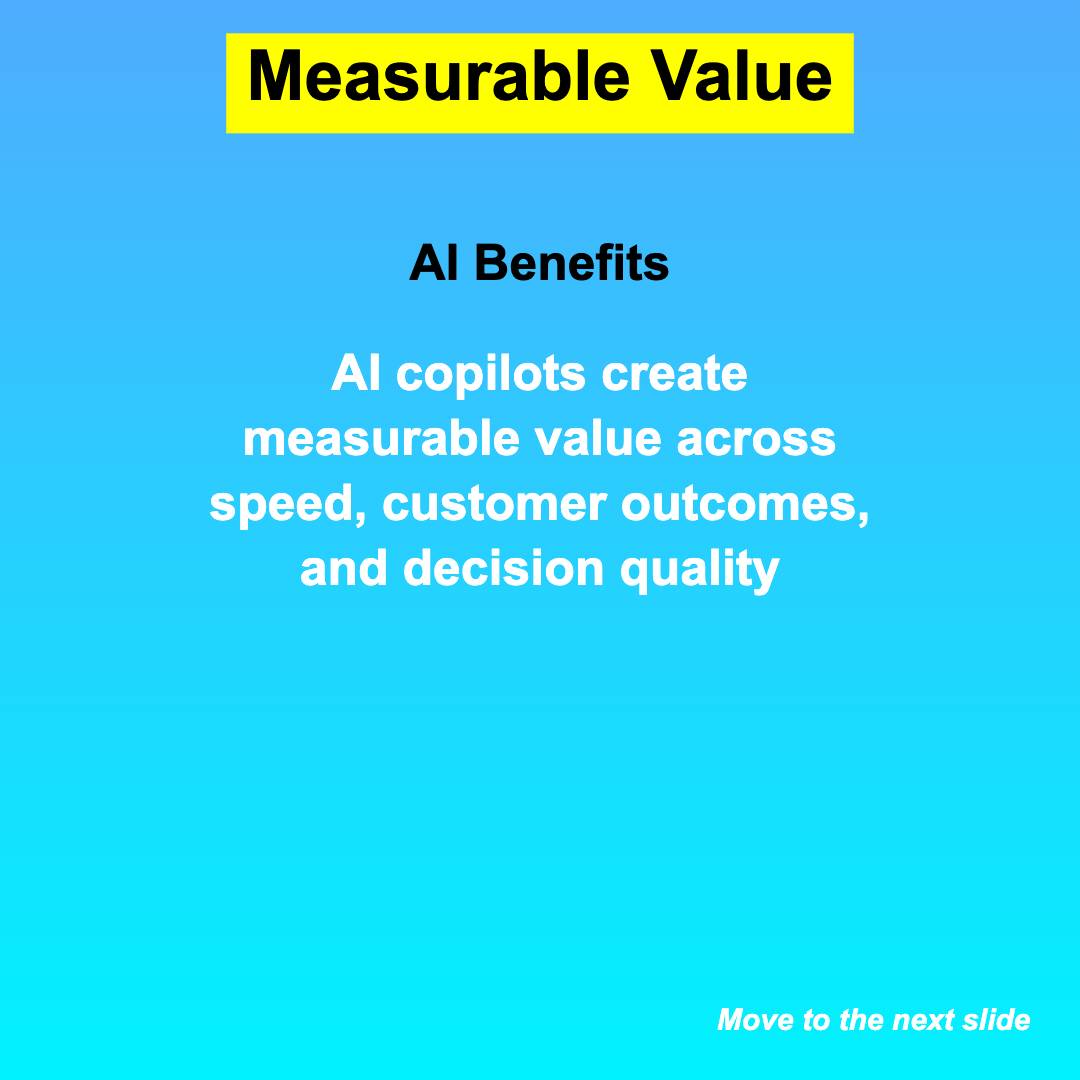 Measurable Value
AI Benefits
AI copilots create
measurable value across
speed, customer outcomes,
and decision quality
Move to the next slide